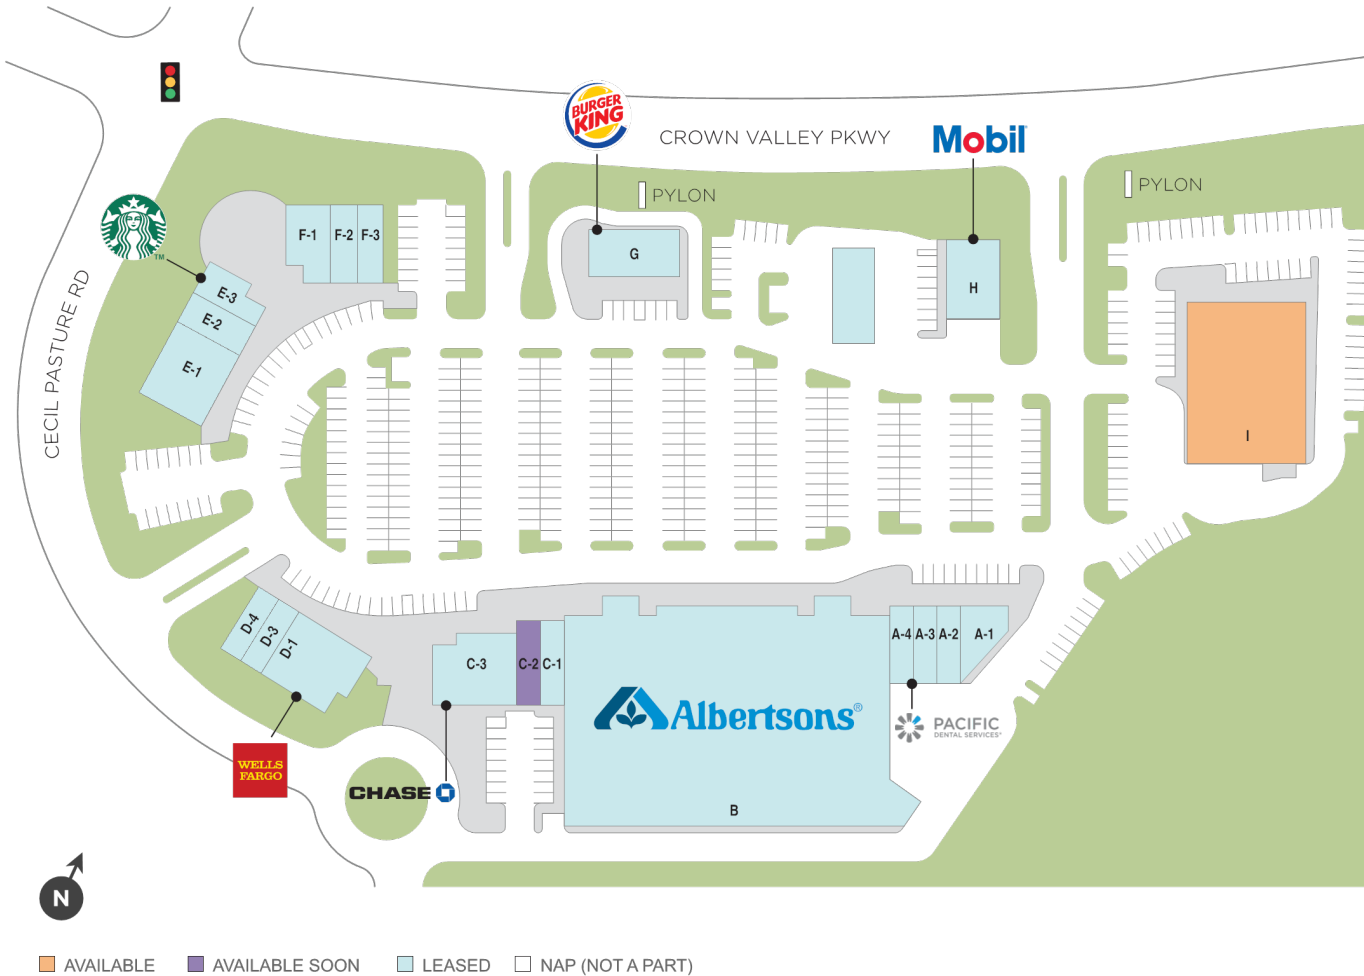 BURGER
KING
CROWN VALLEY PKWY
Mobil
PYLON
PYLON
TM
F-1
F-2
F-3
G
H
E-3
E-2
E-1
CECIL PASTURE RD
I
D-4
D-3
D-1
C-3
C-2
C-1
A-4
A-3
A-2
A-1
Albertsons®
PACIFIC
DENTAL SERVICES®
WELLS
FARGO
CHASE
B
N
AVAILABLE
AVAILABLE SOON
LEASED
NAP (NOT A PART)